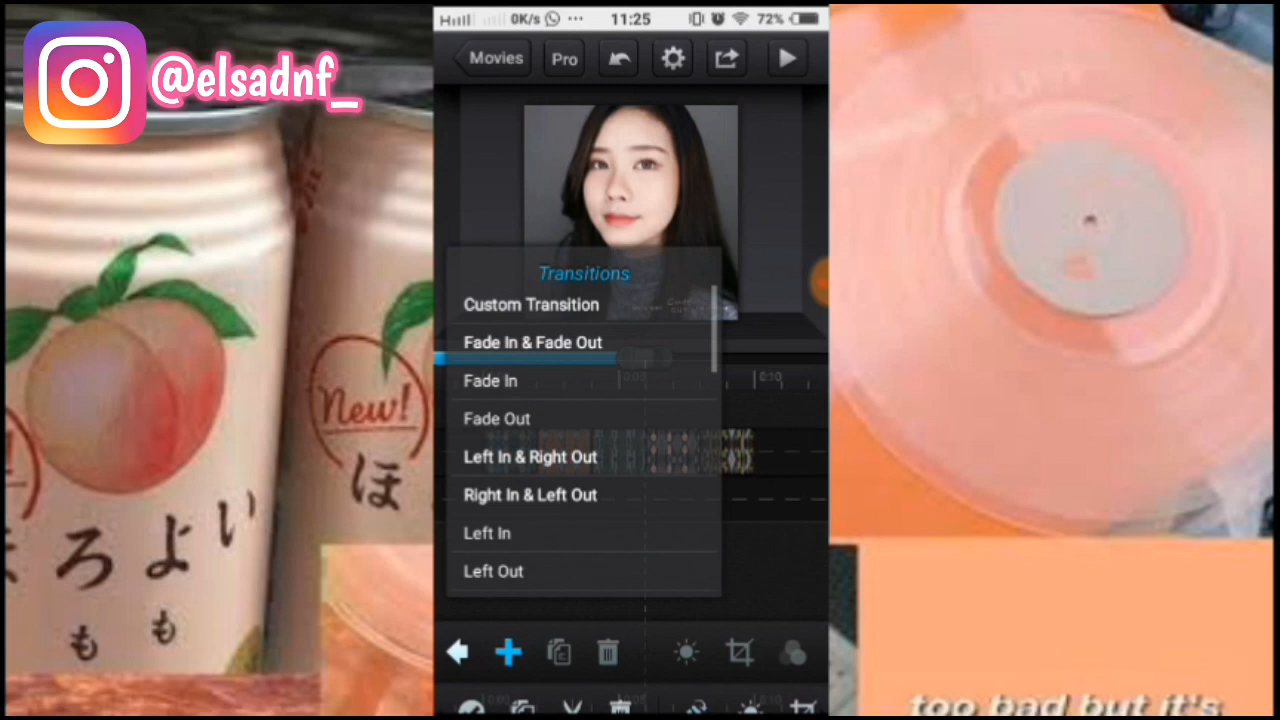 @elsadnf_
0K/s
11:25
72%
Movies
Pro
Transitions
Custom Transition
Fade In & Fade Out
Fade In
Fade Out
Left In & Right Out
Right In & Left Out
Left In
Left Out
0:05
0:10
New!
ほ
ろよい
もも
too bad but it's